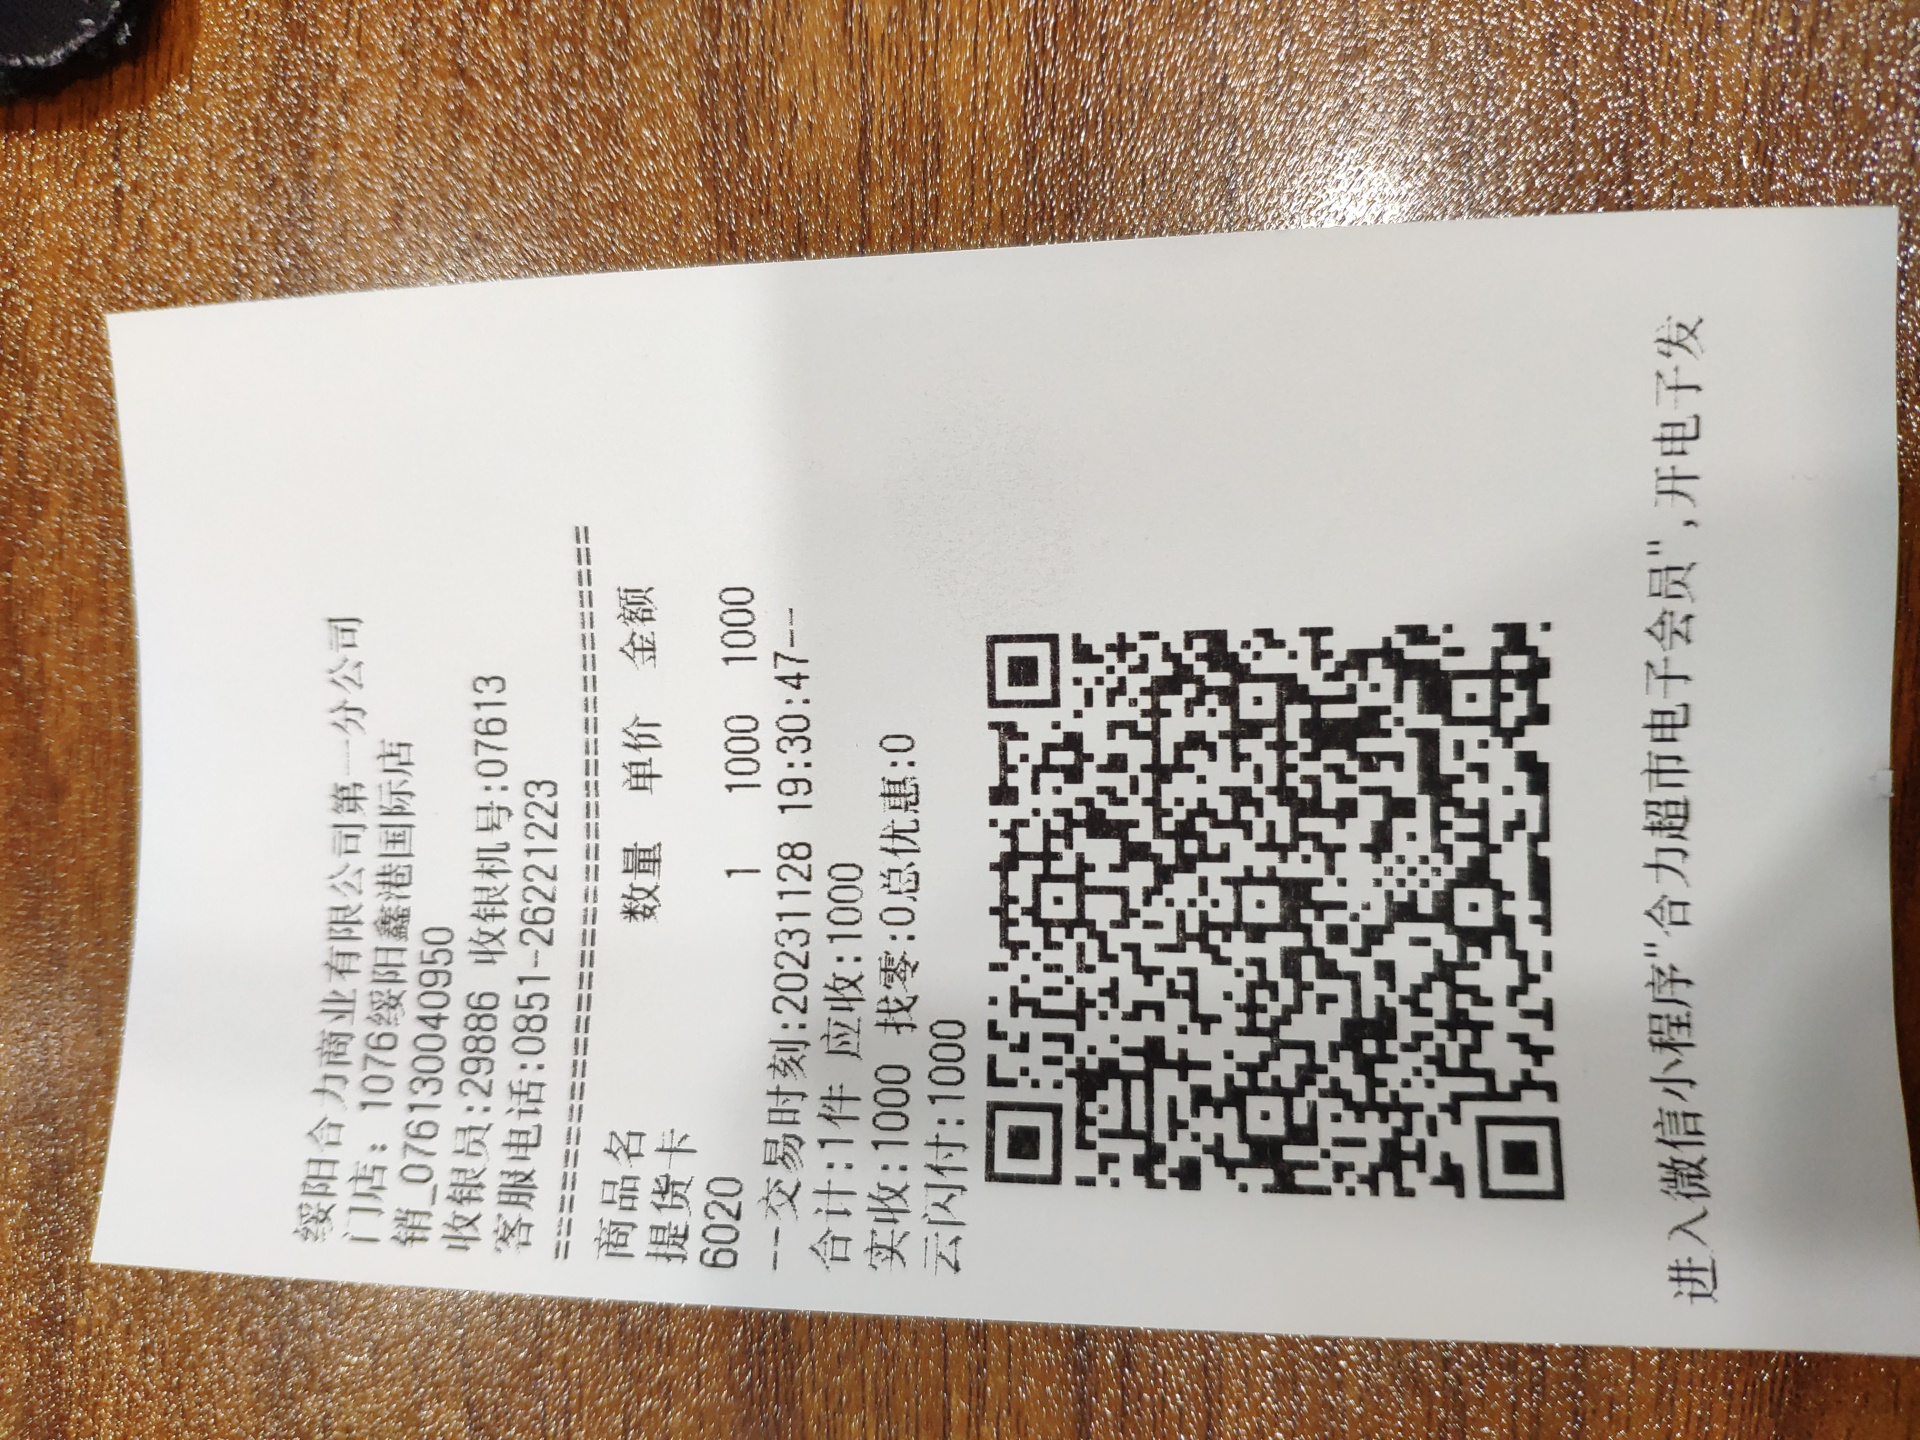 绥阳合力商业有限公司第一分公司
门店: 1076绥阳鑫港国际店
销_076130040950
收银员:29886 收银机号:07613
客服电话:0851-26221223
==========================================
商品名 数量 单价 金额
提货卡
6020 1 1000 1000
--交易时刻:20231128 19:30:47--
合计:1件 应收:1000
实收:1000 找零:0总优惠:0
云闪付:1000
进入微信小程序"合力超市电子会员",开电子发